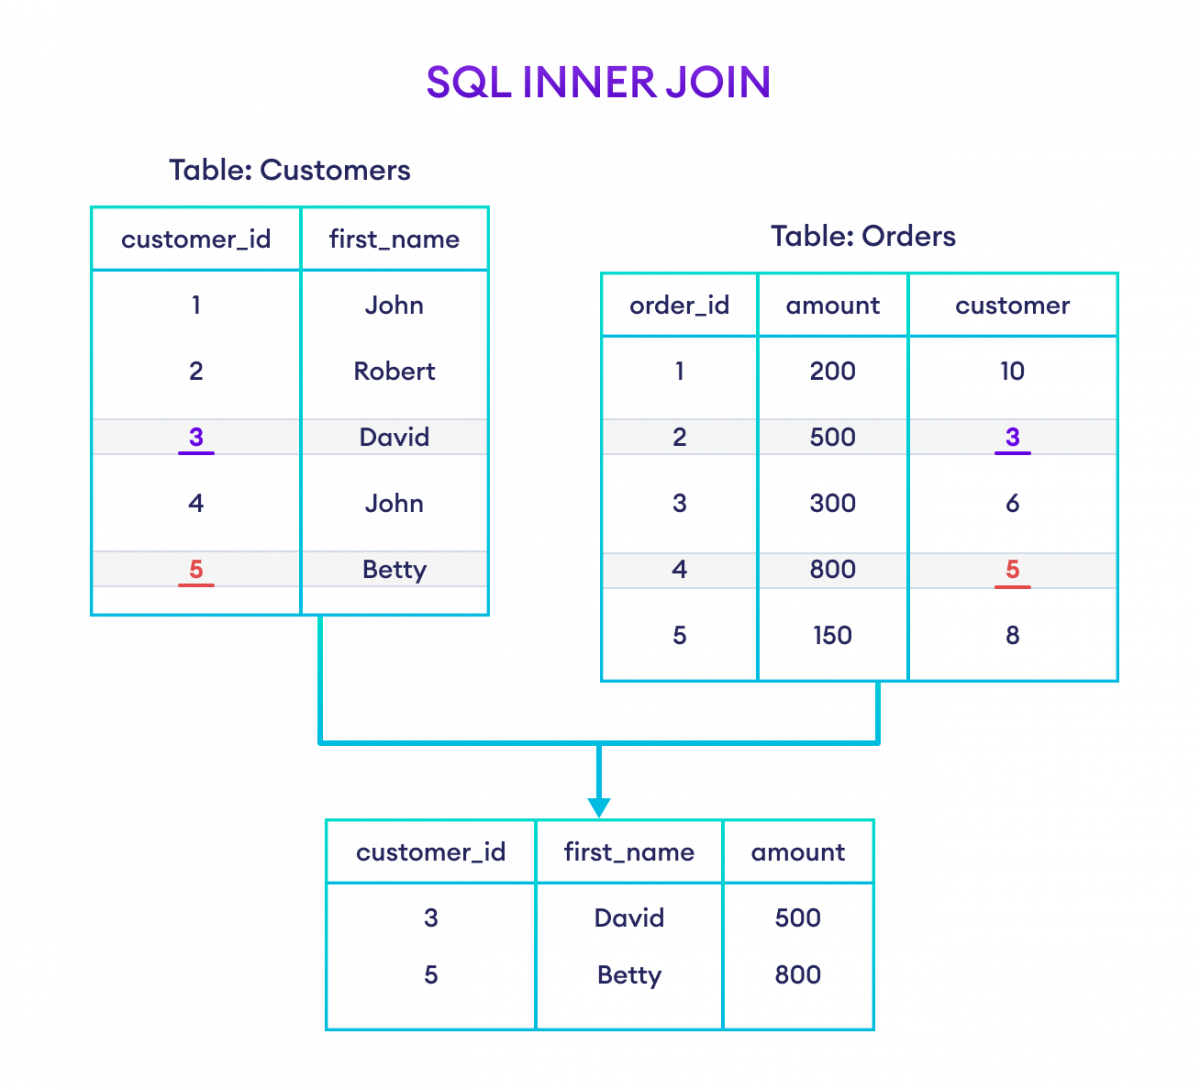 SQL INNER JOIN
Table: Customers
customer_id first_name
1 John
2 Robert
3 David
4 John
5 Betty
Table: Orders
order_id amount customer
1 200 10
2 500 3
3 300 6
4 800 5
5 150 8
customer_id first_name amount
3 David 500
5 Betty 800